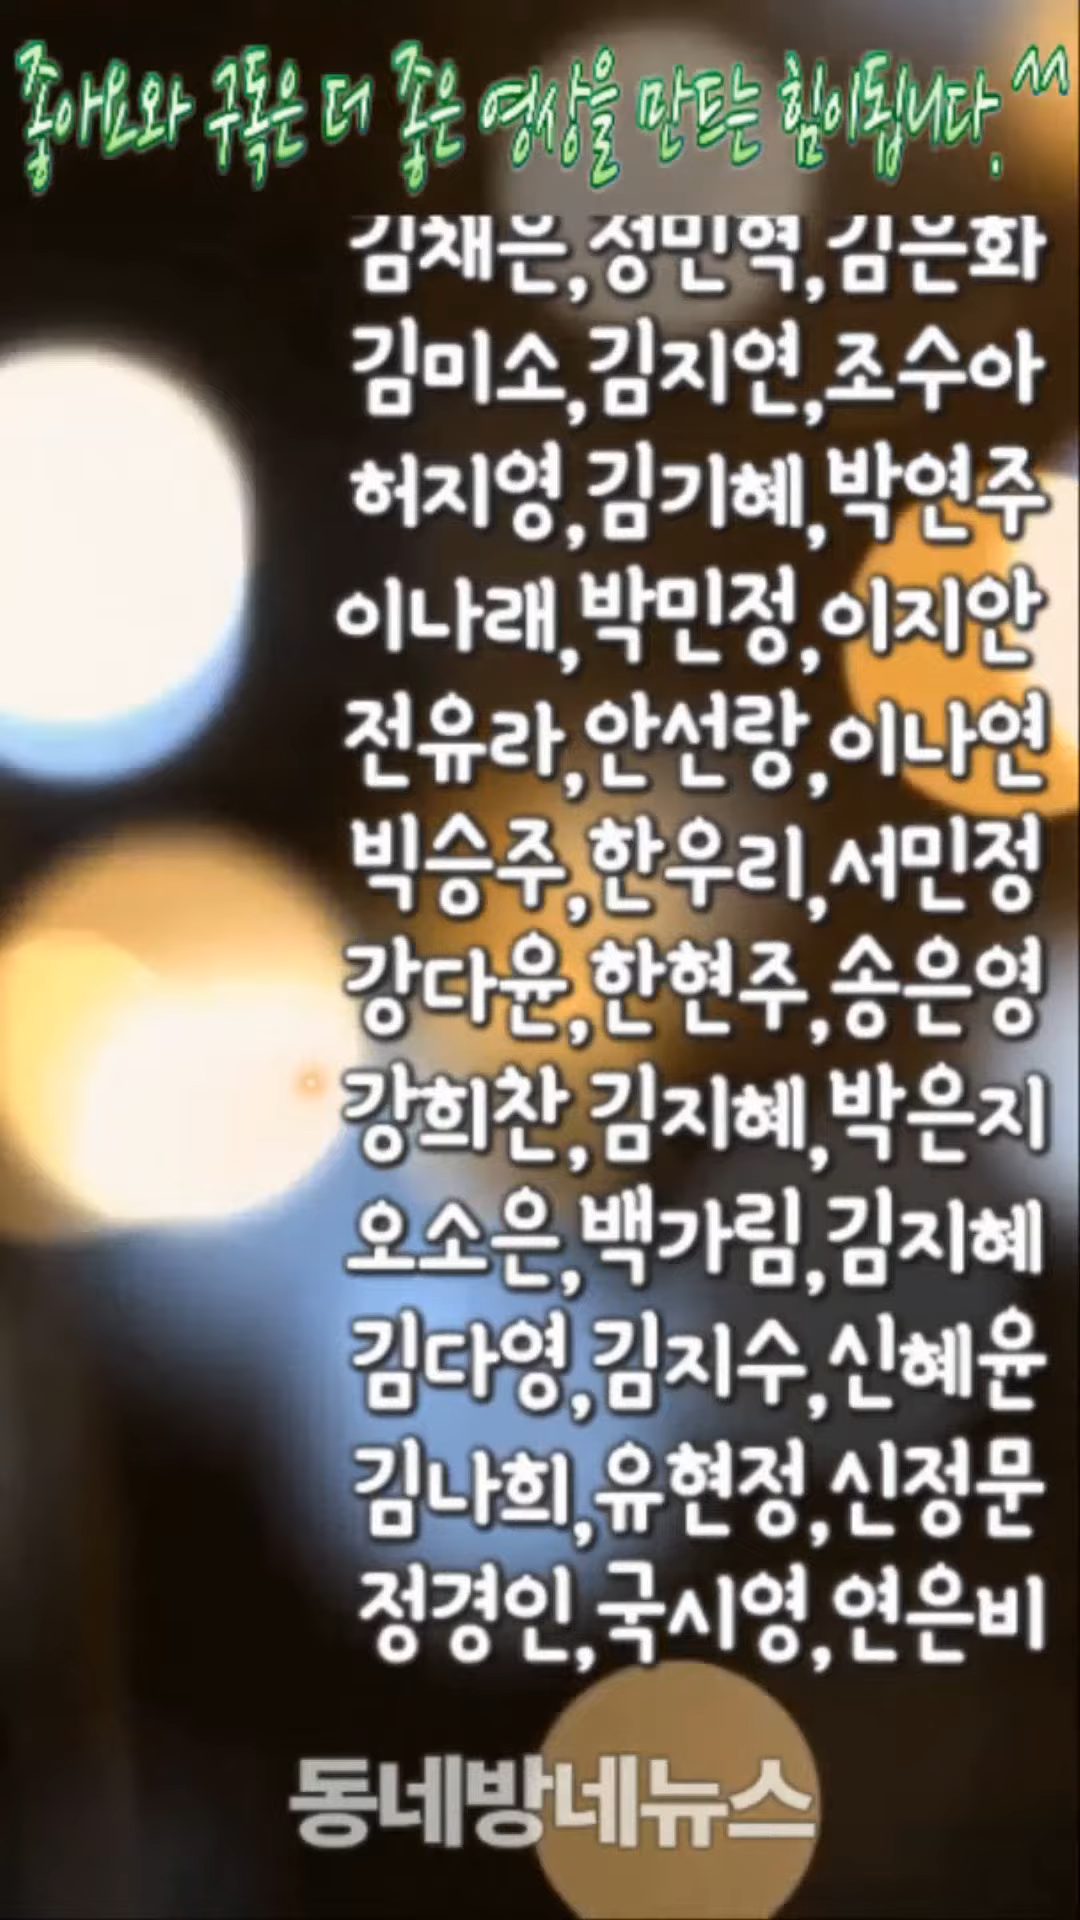 좋아요와 구독은 더 좋은 영상을 만드는 힘이됩니다.^^
김채은,정민혁,김은화
김미소,김지연,조수아
허지영,김기혜,박연주
이나래,박민정,이지안
전유라,안선랑,이나연
빅승주,한우리,서민정
강다윤,한현주,송은영
강희찬,김지혜,박은지
오소은,백가림,김지혜
김다영,김지수,신혜윤
김나희,유현정,신정문
정경인,국시영,연은비
동네방네뉴스